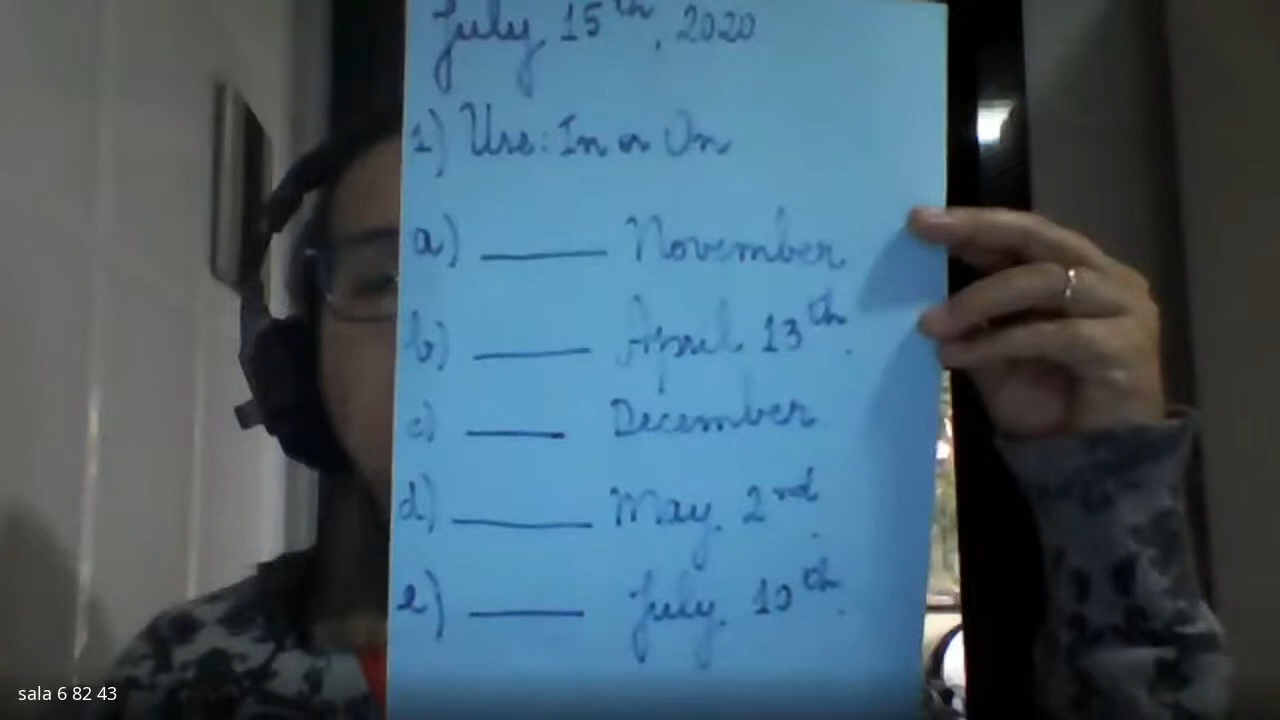 July 15th, 2020
1) Use: In or On
a) _____ November
b) _____ April 13th.
c) _____ December
d) _____ May 2nd.
e) _____ July 10th.
sala 6 82 43